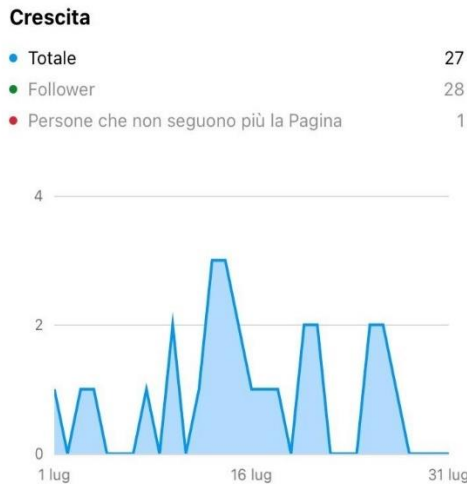 Crescita
Totale 27
Follower 28
Persone che non seguono più la Pagina 1
4
2
0
1 lug 16 lug 31 lug